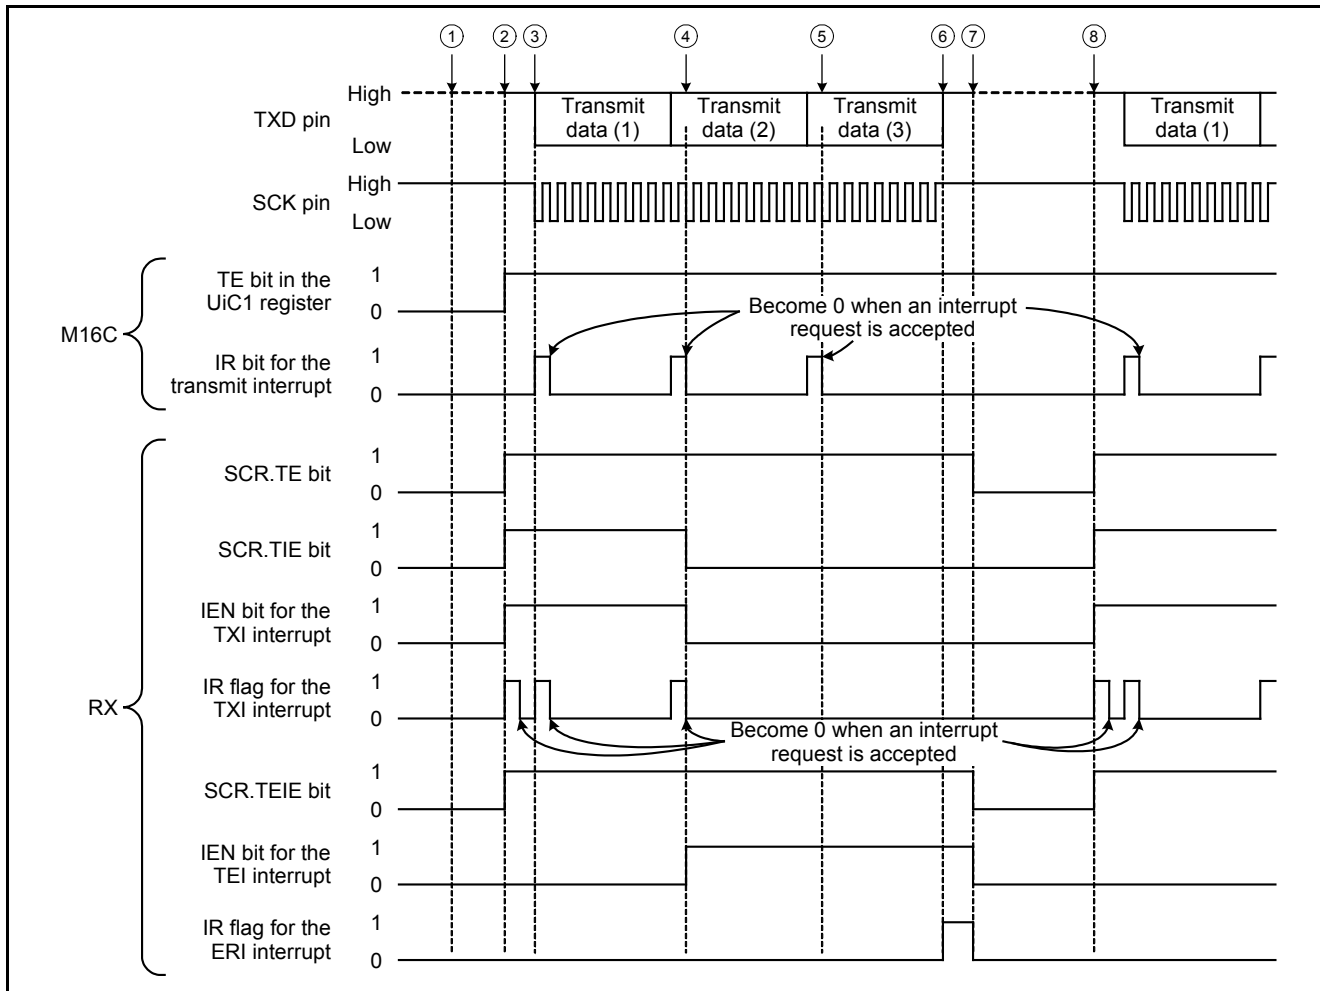 ① ② ③ ④ ⑤ ⑥ ⑦ ⑧
TXD pin
High
Low
Transmit
data (1)
Transmit
data (2)
Transmit
data (3)
Transmit
data (1)
SCK pin
High
Low
M16C
TE bit in the
UiC1 register
1
0
Become 0 when an interrupt
request is accepted
IR bit for the
transmit interrupt
1
0
RX
SCR.TE bit
1
0
SCR.TIE bit
1
0
IEN bit for the
TXI interrupt
1
0
IR flag for the
TXI interrupt
1
0
Become 0 when an interrupt
request is accepted
SCR.TEIE bit
1
0
IEN bit for the
TEI interrupt
1
0
IR flag for the
ERI interrupt
1
0